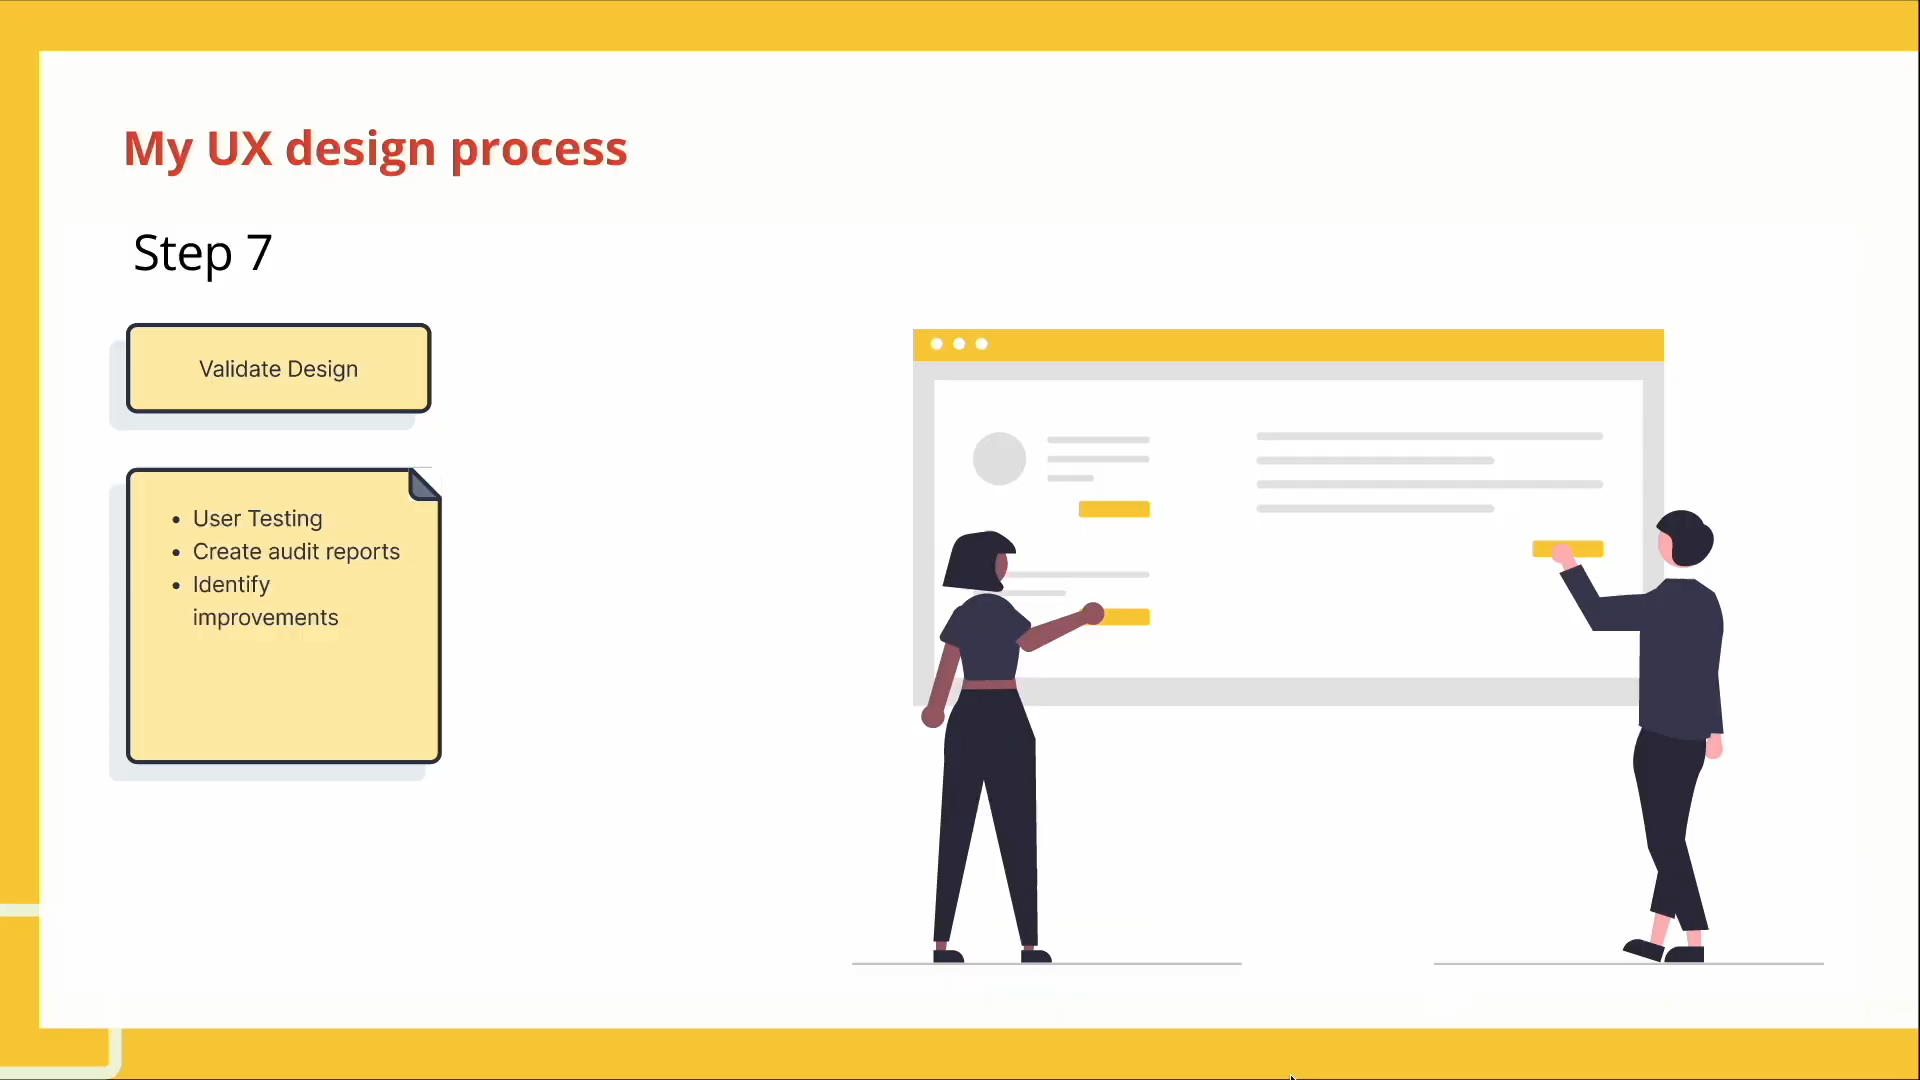 My UX design process
Step 7
Validate Design
• User Testing
• Create audit reports
• Identify
improvements